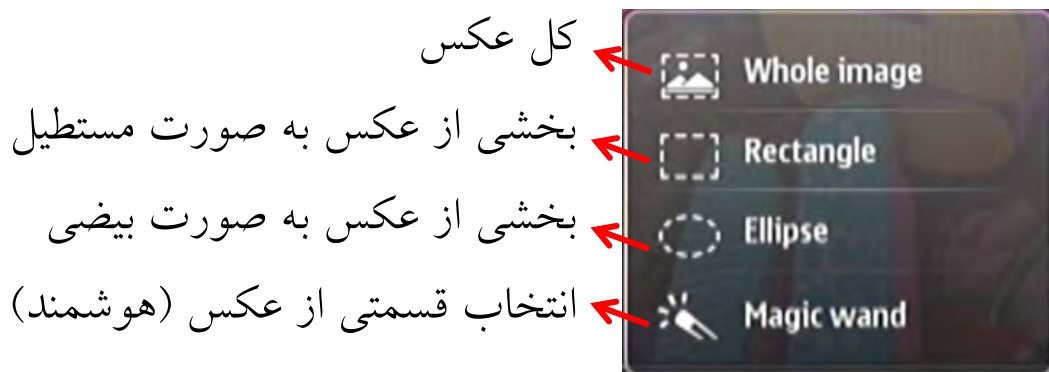 کل عکس
Whole image
بخشی از عکس به صورت مستطیل
Rectangle
بخشی از عکس به صورت بیضی
Ellipse
انتخاب قسمتی از عکس (هوشمند)
Magic wand